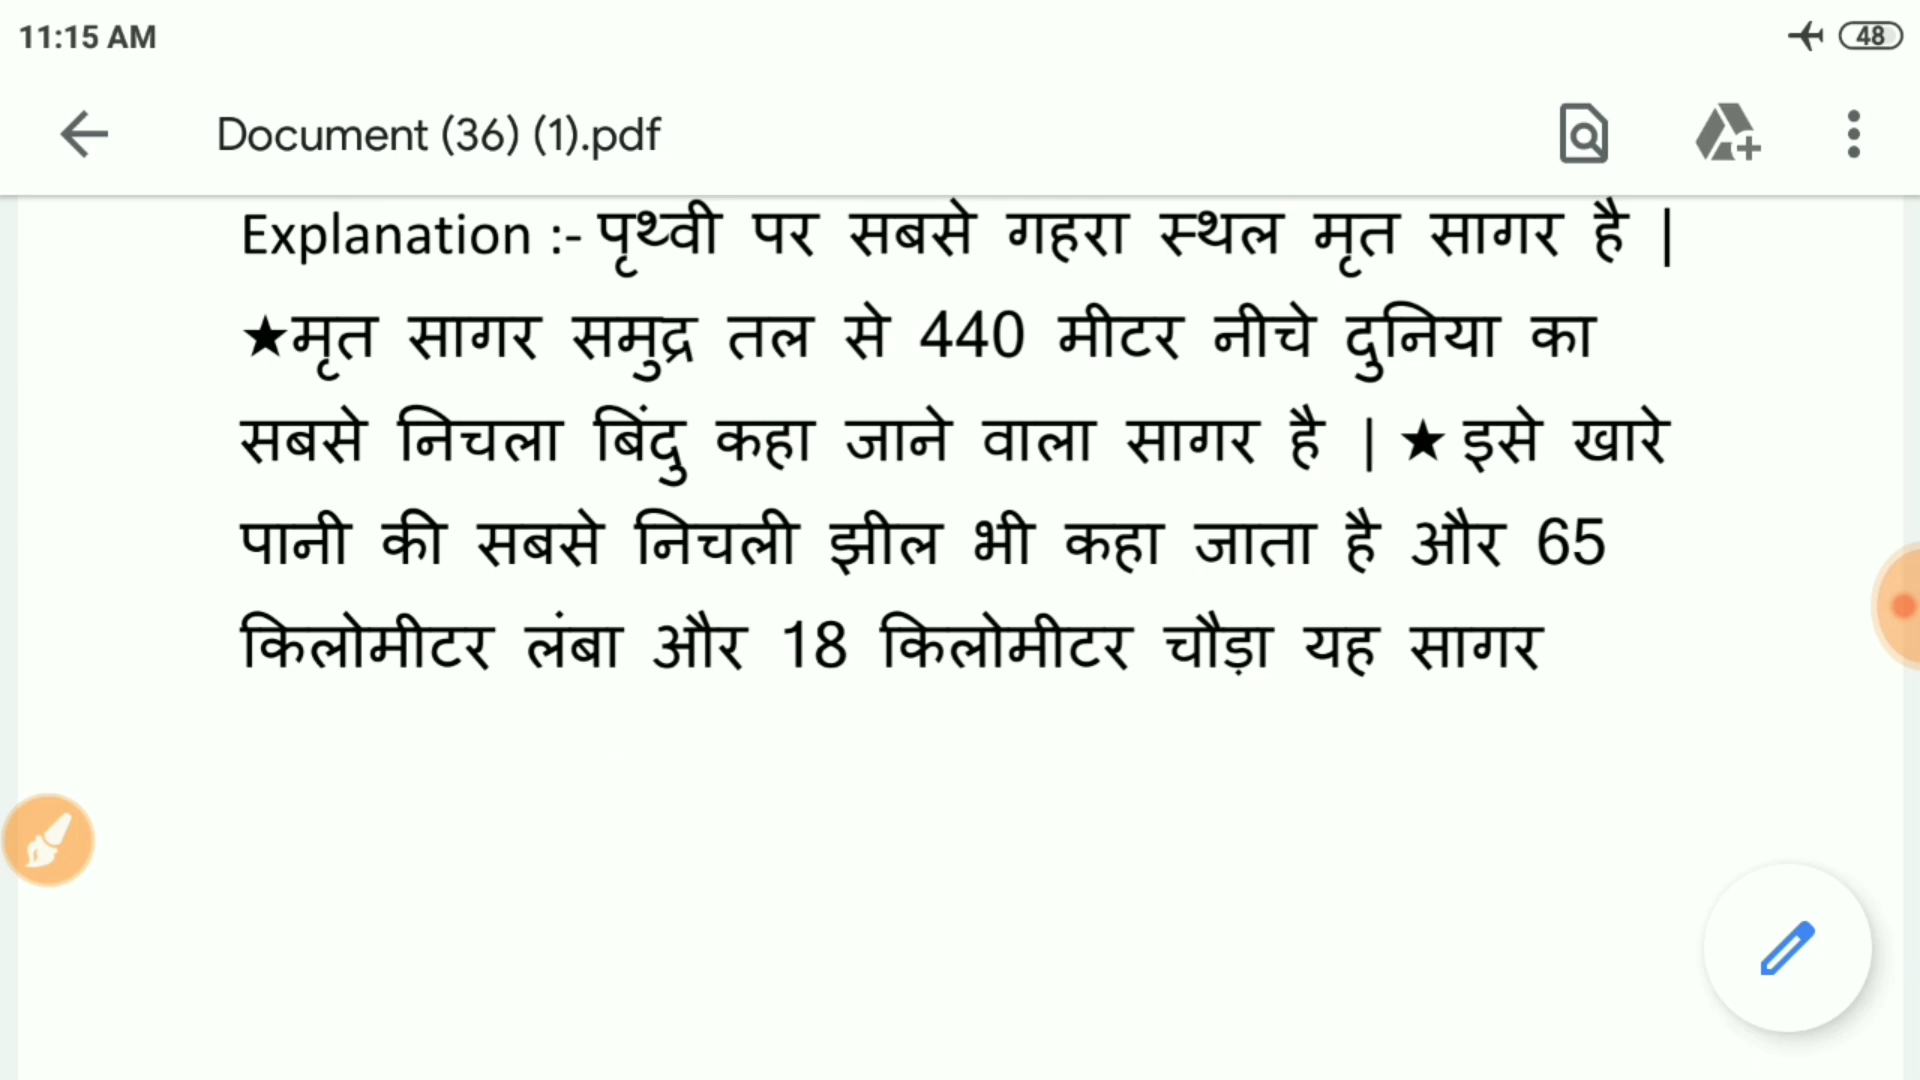 11:15 AM
48
Document (36) (1).pdf
Explanation :- पृथ्वी पर सबसे गहरा स्थल मृत सागर है |
★मृत सागर समुद्र तल से 440 मीटर नीचे दुनिया का
सबसे निचला बिंदु कहा जाने वाला सागर है | ★ इसे खारे
पानी की सबसे निचली झील भी कहा जाता है और 65
किलोमीटर लंबा और 18 किलोमीटर चौड़ा यह सागर